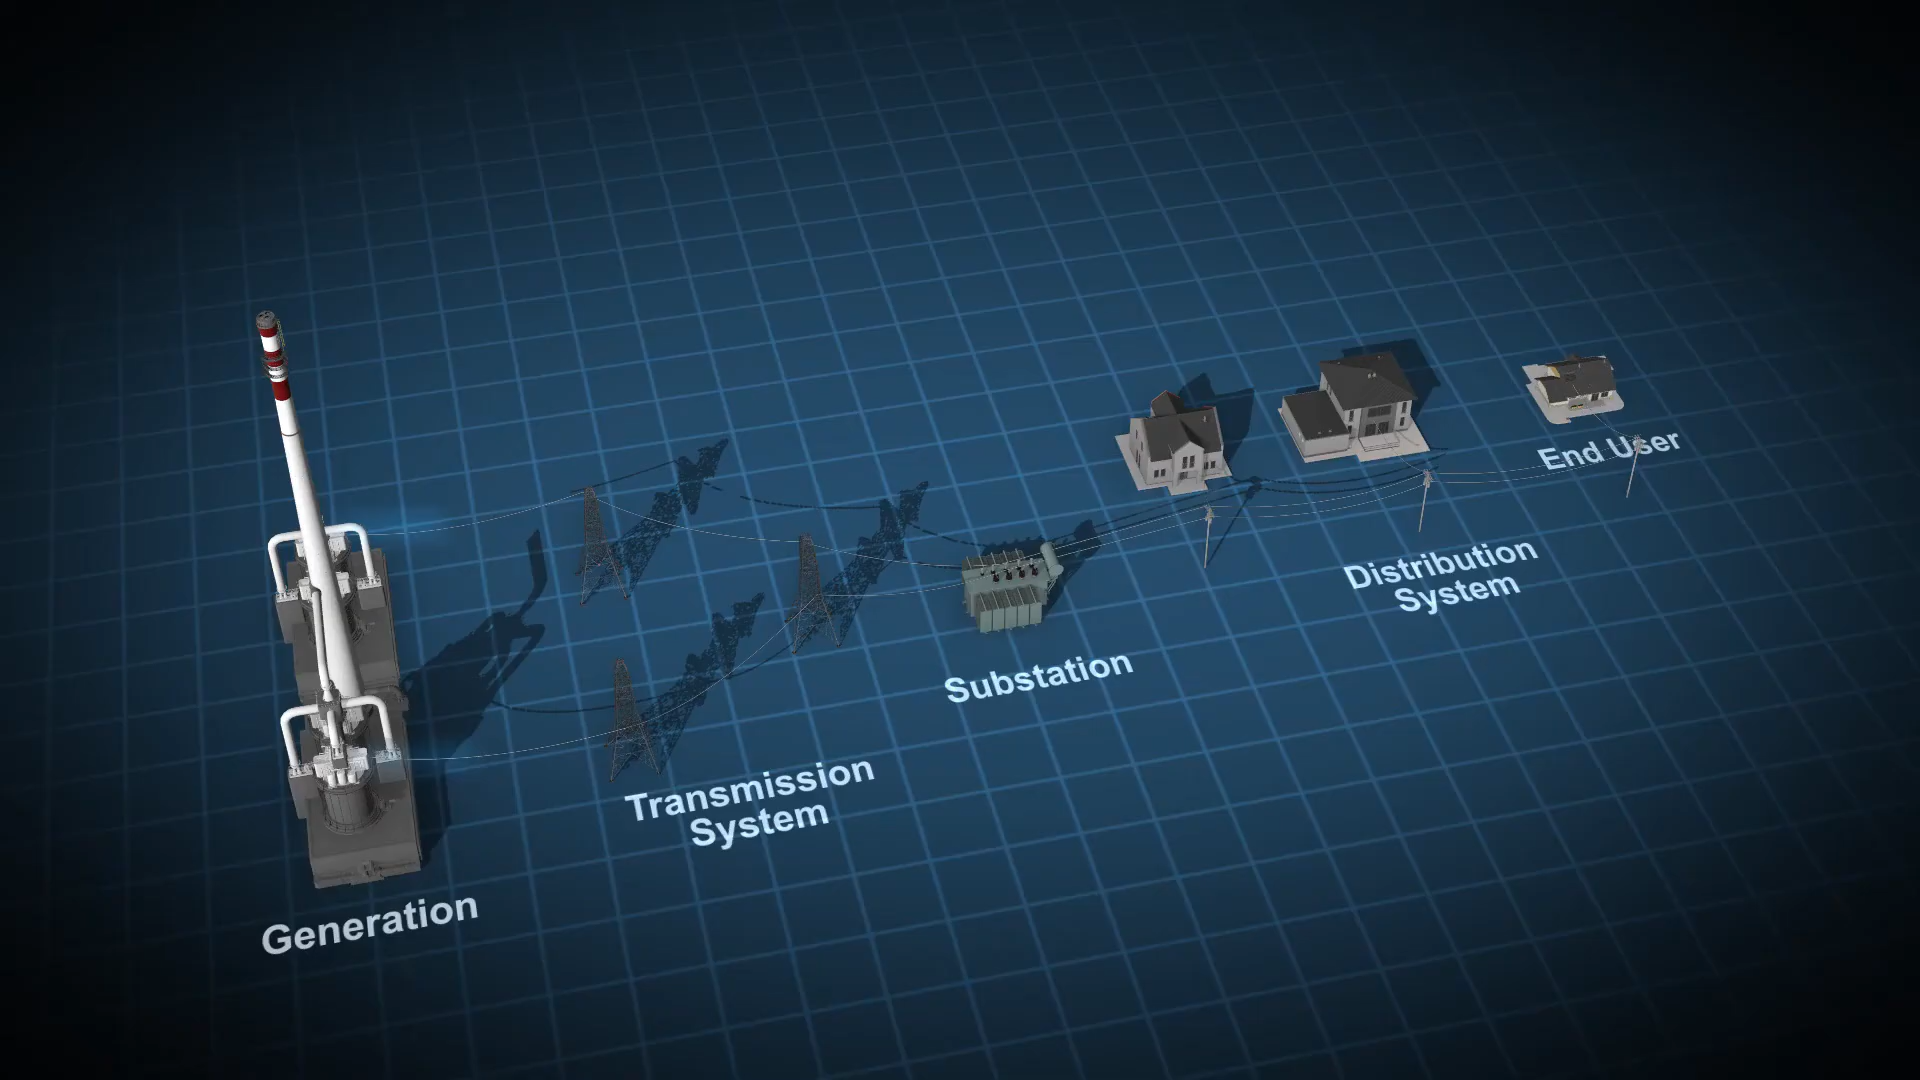 Generation
Transmission
System
Substation
Distribution
System
End User